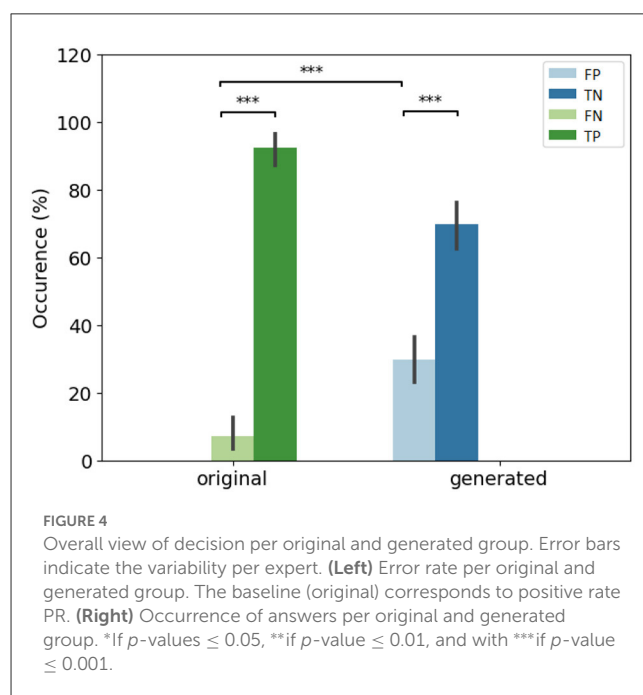 120
100
80
60
40
20
0
Occurence (%)
***
***
***
FP
TN
FN
TP
original
generated
FIGURE 4
Overall view of decision per original and generated group. Error bars
indicate the variability per expert. (Left) Error rate per original and
generated group. The baseline (original) corresponds to positive rate
PR. (Right) Occurrence of answers per original and generated
group. *If p-values ≤ 0.05, **if p-value ≤ 0.01, and with ***if p-value
≤ 0.001.